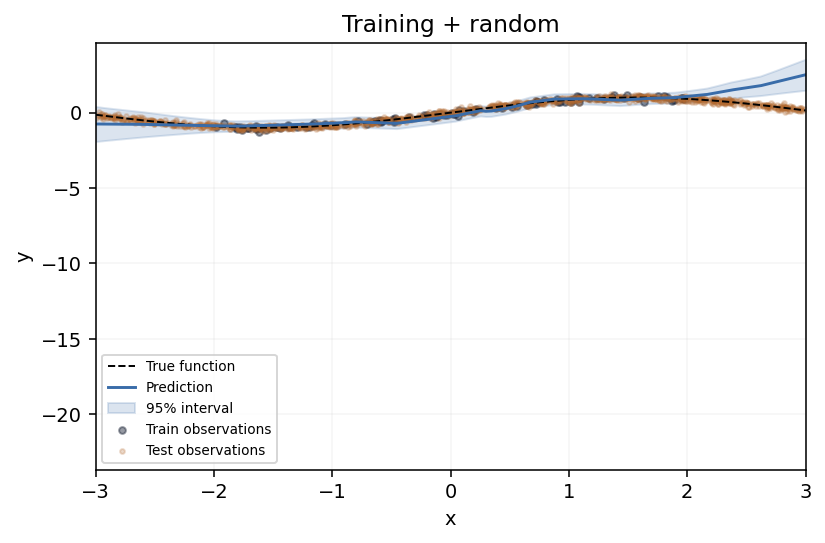 Training + random
0
−5
−10
−15
−20
y
True function
Prediction
95% interval
Train observations
Test observations
−3
−2
−1
0
1
2
3
x